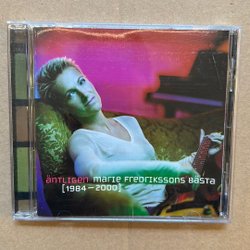 äntligen marie fredrikssons bästa
[1984–2000]